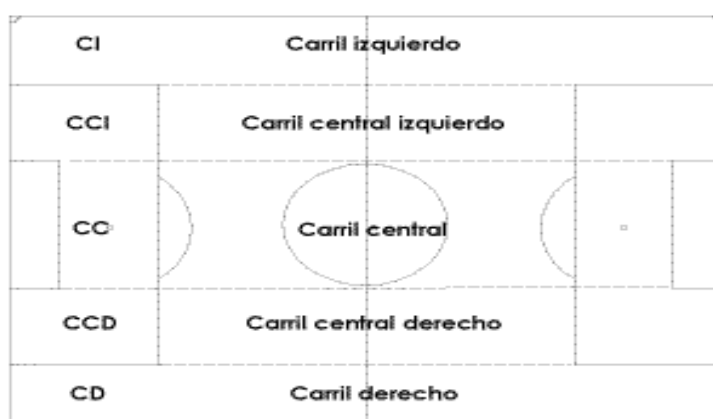 CI Carril izquierdo
CCI Carril central izquierdo
CC Carril central
CCD Carril central derecho
CD Carril derecho